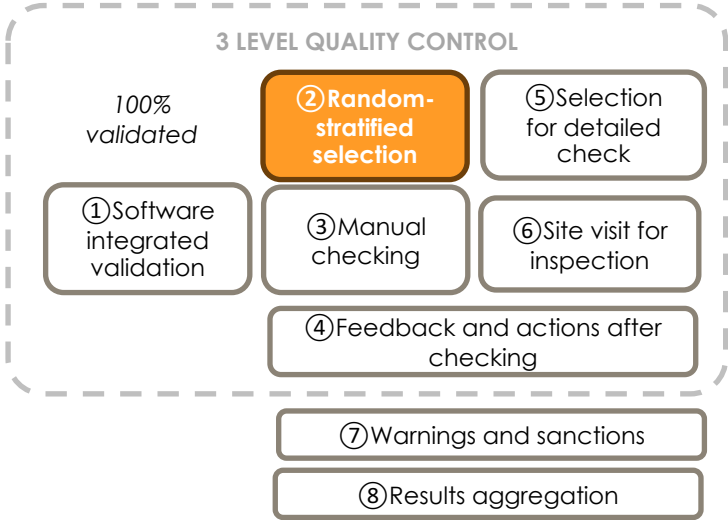 3 LEVEL QUALITY CONTROL
100%
validated
②Random-
stratified
selection
⑤Selection
for detailed
check
①Software
integrated
validation
③Manual
checking
⑥Site visit for
inspection
④Feedback and actions after
checking
⑦Warnings and sanctions
⑧Results aggregation